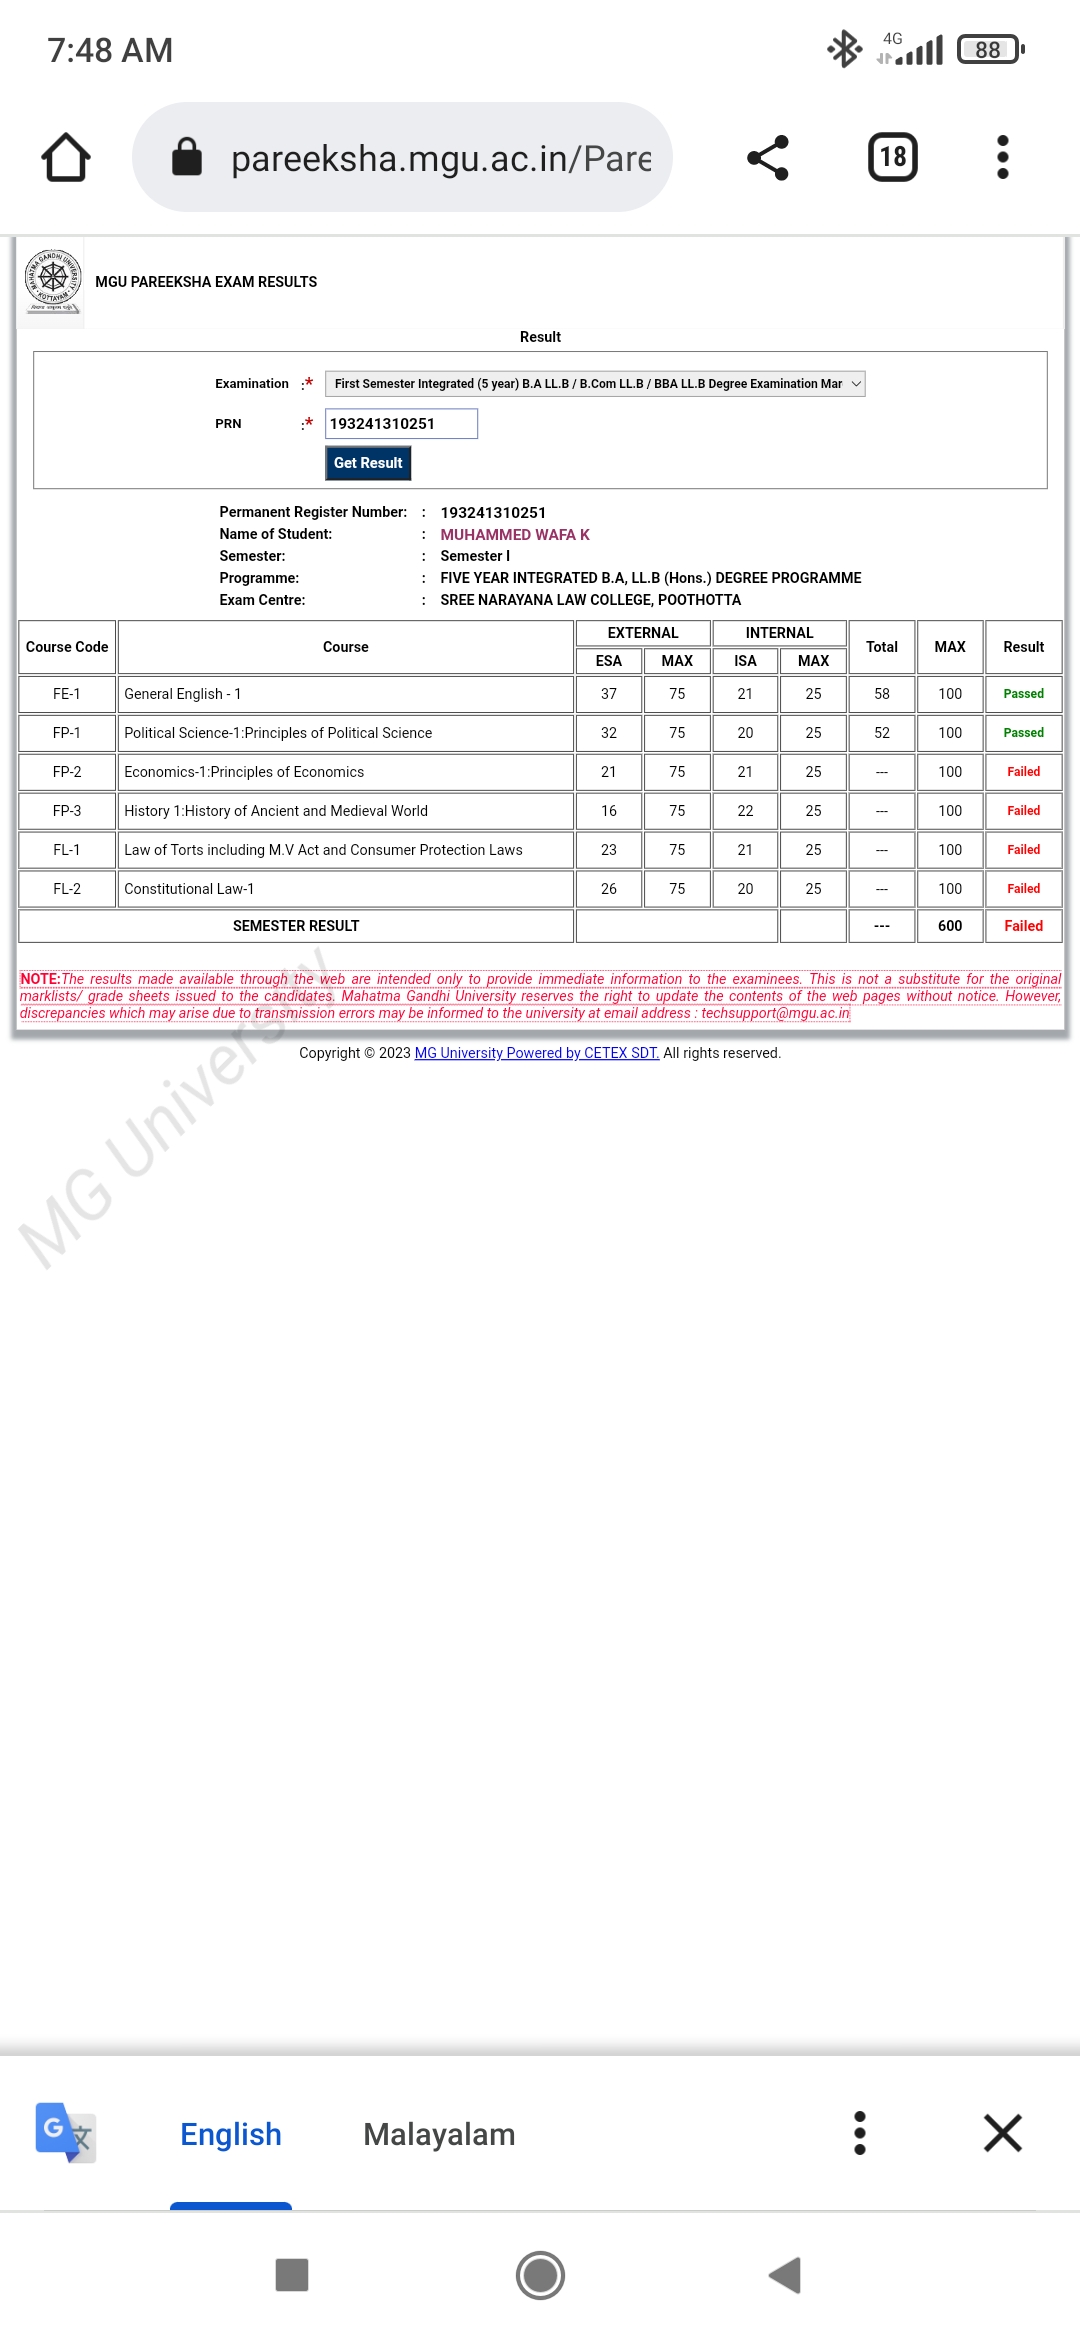 7:48 AM
4G
88
pareeksha.mgu.ac.in/Pare
18
MAHATMA GANDHI UNIVERSITY
KOTTAYAM
MGU PAREEKSHA EXAM RESULTS
Result
Examination :* First Semester Integrated (5 year) B.A LL.B / B.Com LL.B / BBA LL.B Degree Examination Mar
PRN :* 193241310251
Get Result
Permanent Register Number: : 193241310251
Name of Student: : MUHAMMED WAFA K
Semester: : Semester I
Programme: : FIVE YEAR INTEGRATED B.A, LL.B (Hons.) DEGREE PROGRAMME
Exam Centre: : SREE NARAYANA LAW COLLEGE, POOTHOTTA
Course Code Course EXTERNAL INTERNAL Total MAX Result
ESA MAX ISA MAX
FE-1 General English - 1 37 75 21 25 58 100 Passed
FP-1 Political Science-1:Principles of Political Science 32 75 20 25 52 100 Passed
FP-2 Economics-1:Principles of Economics 21 75 21 25 --- 100 Failed
FP-3 History 1:History of Ancient and Medieval World 16 75 22 25 --- 100 Failed
FL-1 Law of Torts including M.V Act and Consumer Protection Laws 23 75 21 25 --- 100 Failed
FL-2 Constitutional Law-1 26 75 20 25 --- 100 Failed
SEMESTER RESULT --- 600 Failed
NOTE:The results made available through the web are intended only to provide immediate information to the examinees. This is not a substitute for the original
marklists/ grade sheets issued to the candidates. Mahatma Gandhi University reserves the right to update the contents of the web pages without notice. However,
discrepancies which may arise due to transmission errors may be informed to the university at email address : techsupport@mgu.ac.in
Copyright © 2023 MG University Powered by CETEX SDT. All rights reserved.
MG University
G 文
English Malayalam